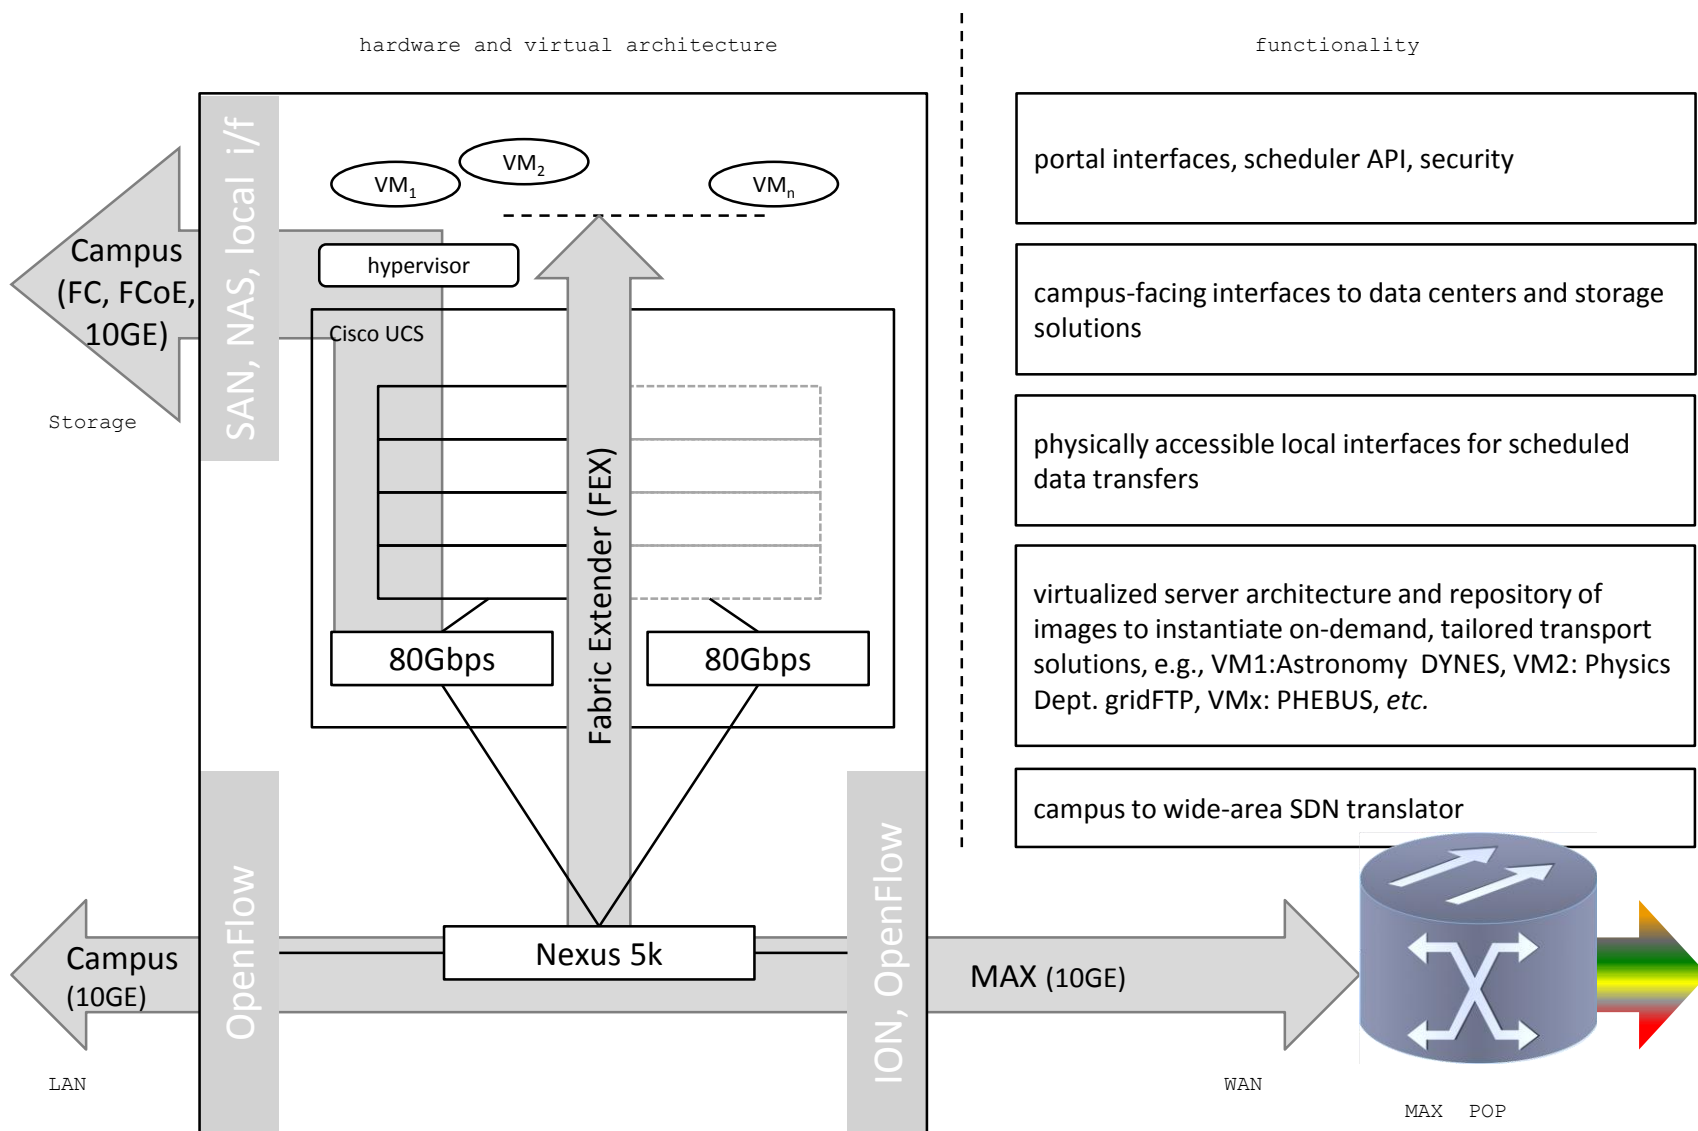 hardware and virtual architecture
functionality
SAN, NAS, local i/f
VM1
VM2
VMn
hypervisor
Campus
(FC, FCoE,
10GE)
Storage
Cisco UCS
Fabric Extender (FEX)
80Gbps
80Gbps
OpenFlow
ION, OpenFlow
Nexus 5k
Campus
(10GE)
LAN
MAX (10GE)
WAN
MAX POP
portal interfaces, scheduler API, security
campus-facing interfaces to data centers and storage
solutions
physically accessible local interfaces for scheduled
data transfers
virtualized server architecture and repository of
images to instantiate on-demand, tailored transport
solutions, e.g., VM1:Astronomy DYNES, VM2: Physics
Dept. gridFTP, VMx: PHEBUS, etc.
campus to wide-area SDN translator